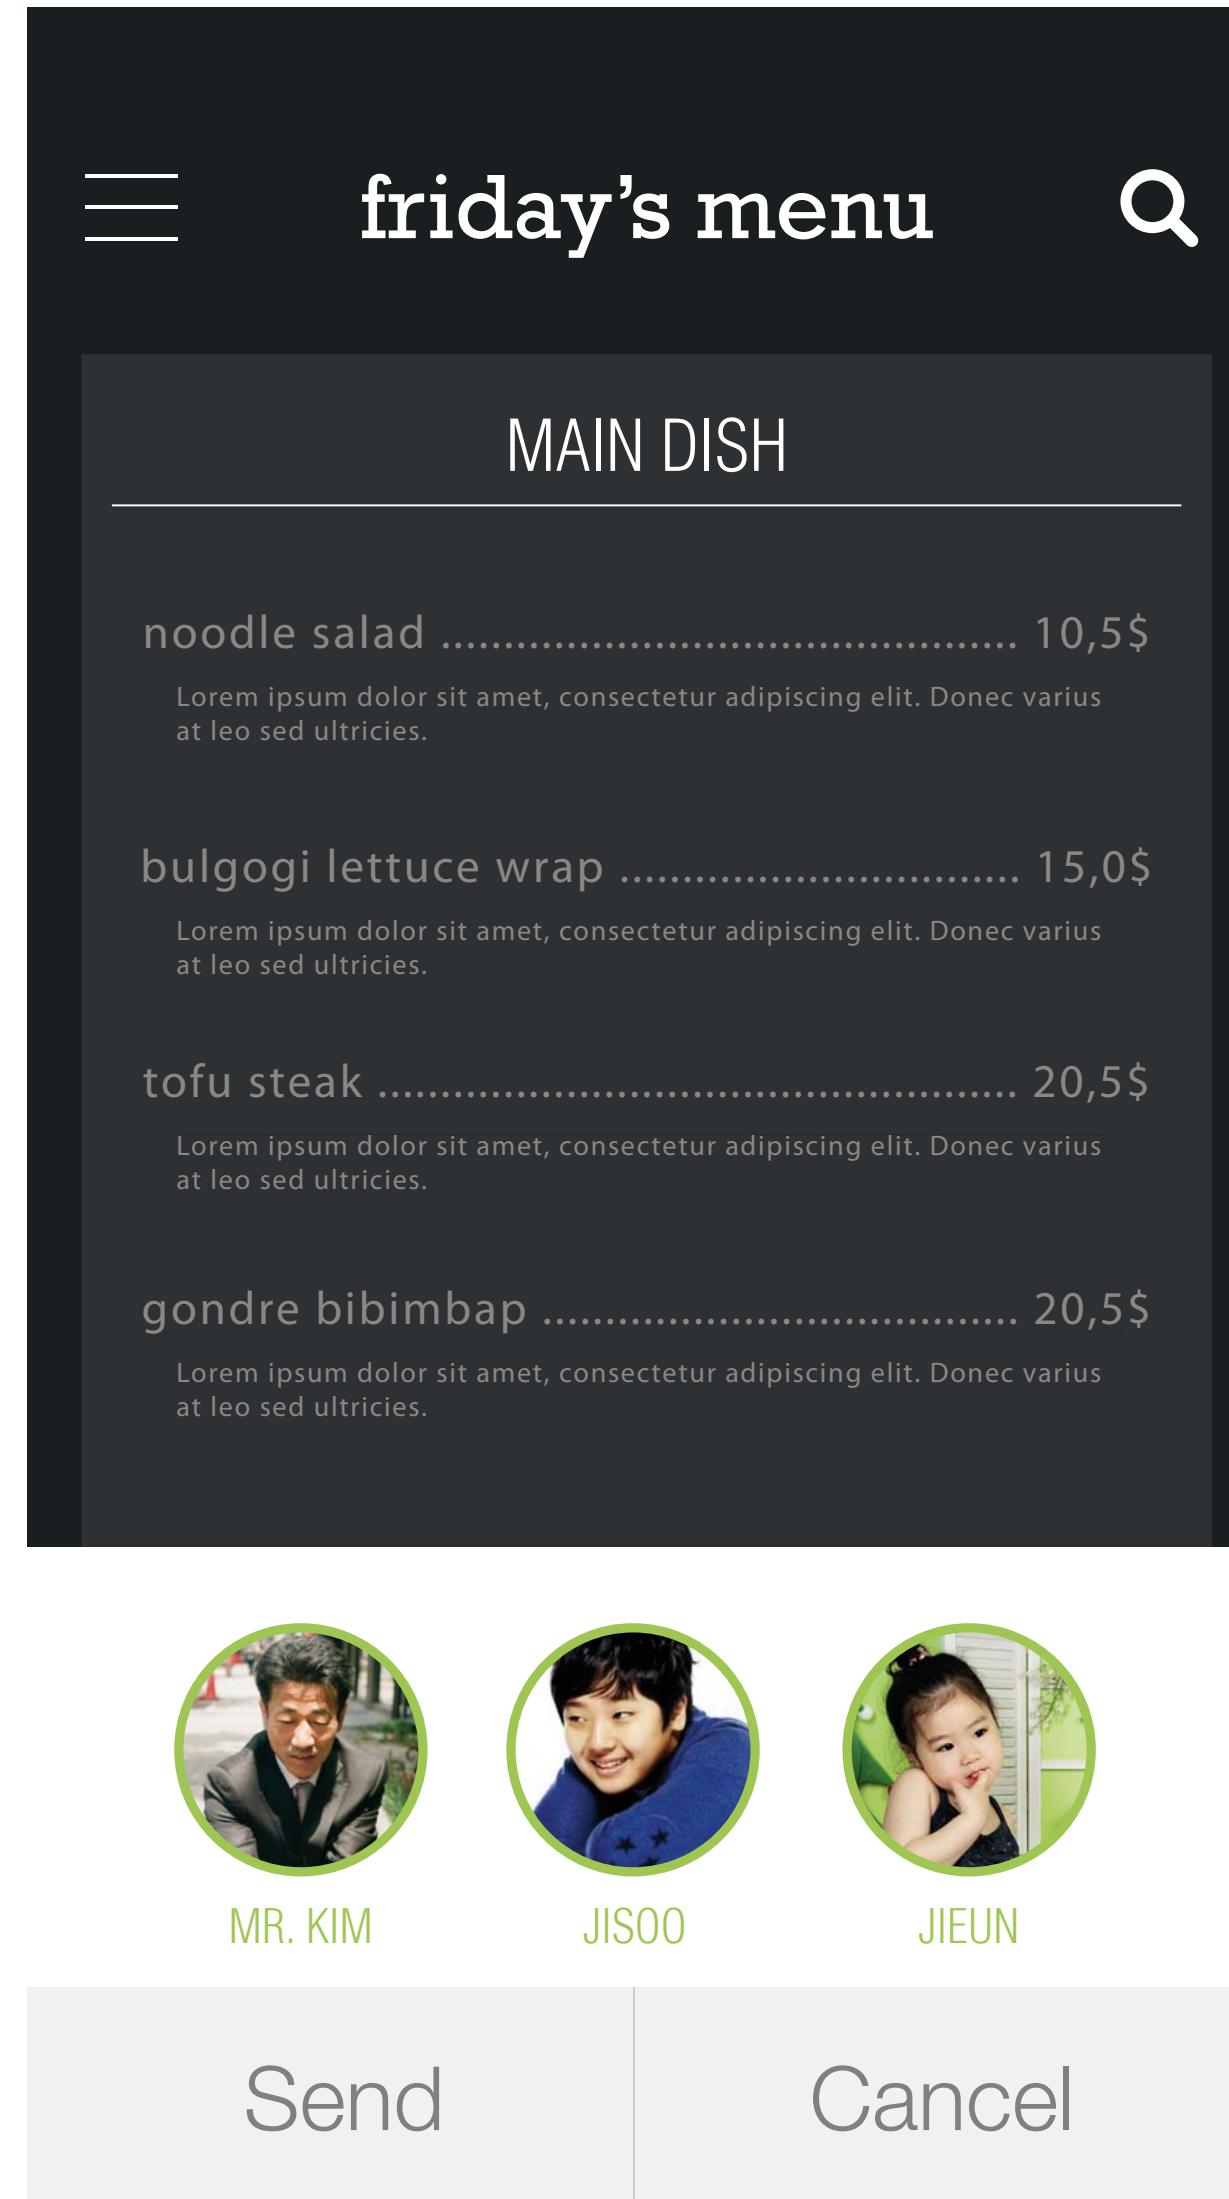 friday’s menu
MAIN DISH
noodle salad .............................................. 10,5$
Lorem ipsum dolor sit amet, consectetur adipiscing elit. Donec varius
at leo sed ultricies.
bulgogi lettuce wrap ................................ 15,0$
Lorem ipsum dolor sit amet, consectetur adipiscing elit. Donec varius
at leo sed ultricies.
tofu steak ................................................... 20,5$
Lorem ipsum dolor sit amet, consectetur adipiscing elit. Donec varius
at leo sed ultricies.
gondre bibimbap ...................................... 20,5$
Lorem ipsum dolor sit amet, consectetur adipiscing elit. Donec varius
at leo sed ultricies.
MR. KIM JISOO JIEUN
Send Cancel